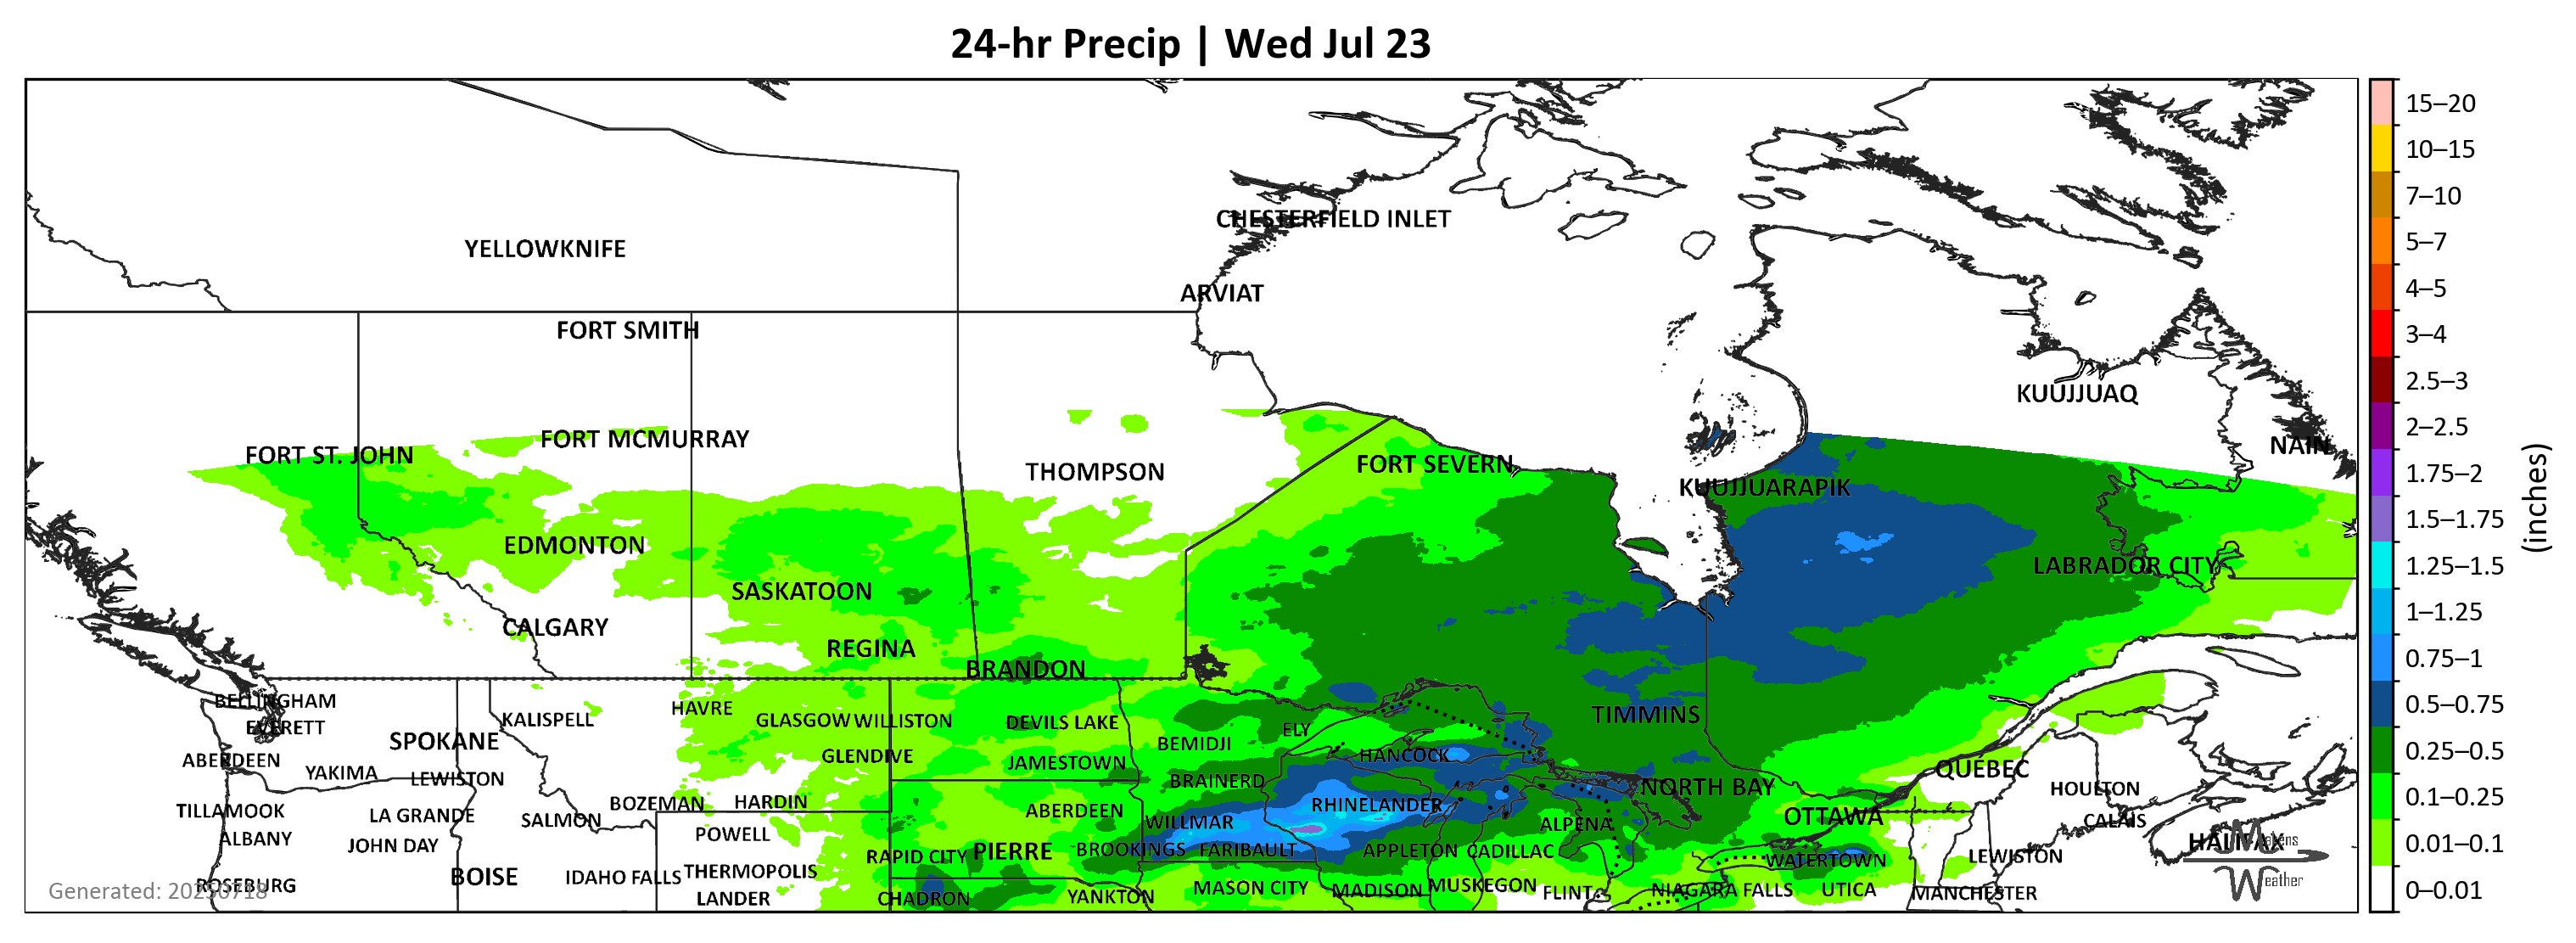 24-hr Precip | Wed Jul 23
CHESTERFIELD INLET
YELLOWKNIFE
ARVIAT
FORT SMITH
KUUJJUAQ
FORT MCMURRAY
NAIN
FORT ST. JOHN
FORT SEVERN
THOMPSON
KUUJJUARAPIK
EDMONTON
LABRADOR CITY
SASKATOON
CALGARY
REGINA
BRANDON
BELLINGHAM
HAVRE
TIMMINS
KALISPELL
GLASGOW WILLISTON
DEVILS LAKE
EVERETT
ELY
SPOKANE
BEMIDJI
HANCOCK
GLENDIVE
ABERDEEN
JAMESTOWN
QUÉBEC
YAKIMA
LEWISTON
BRAINERD
NORTH BAY
HOULTON
BOZEMAN
HARDIN
RHINELANDER
TILLAMOOK
LA GRANDE
ABERDEEN
OTTAWA
SALMON
WILLMAR
CALAIS
ALPENA
POWELL
ALBANY
HALIFAX
JOHN DAY
BROOKINGS
FARIBAULT
APPLETON
CADILLAC
PIERRE
RAPID CITY
LEWISTON
WATERTOWN
THERMOPOLIS
BOISE
IDAHO FALLS
ROSEBURG
MASON CITY
MADISON
MUSKEGON
FLINT
NIAGARA FALLS
UTICA
MANCHESTER
LANDER
CHADRON
YANKTON
Generated: 20250718
Weather
15–20
10–15
7–10
5–7
4–5
3–4
2.5–3
2–2.5
1.75–2
1.5–1.75
1.25–1.5
1–1.25
0.75–1
0.5–0.75
0.25–0.5
0.1–0.25
0.01–0.1
0–0.01
(inches)